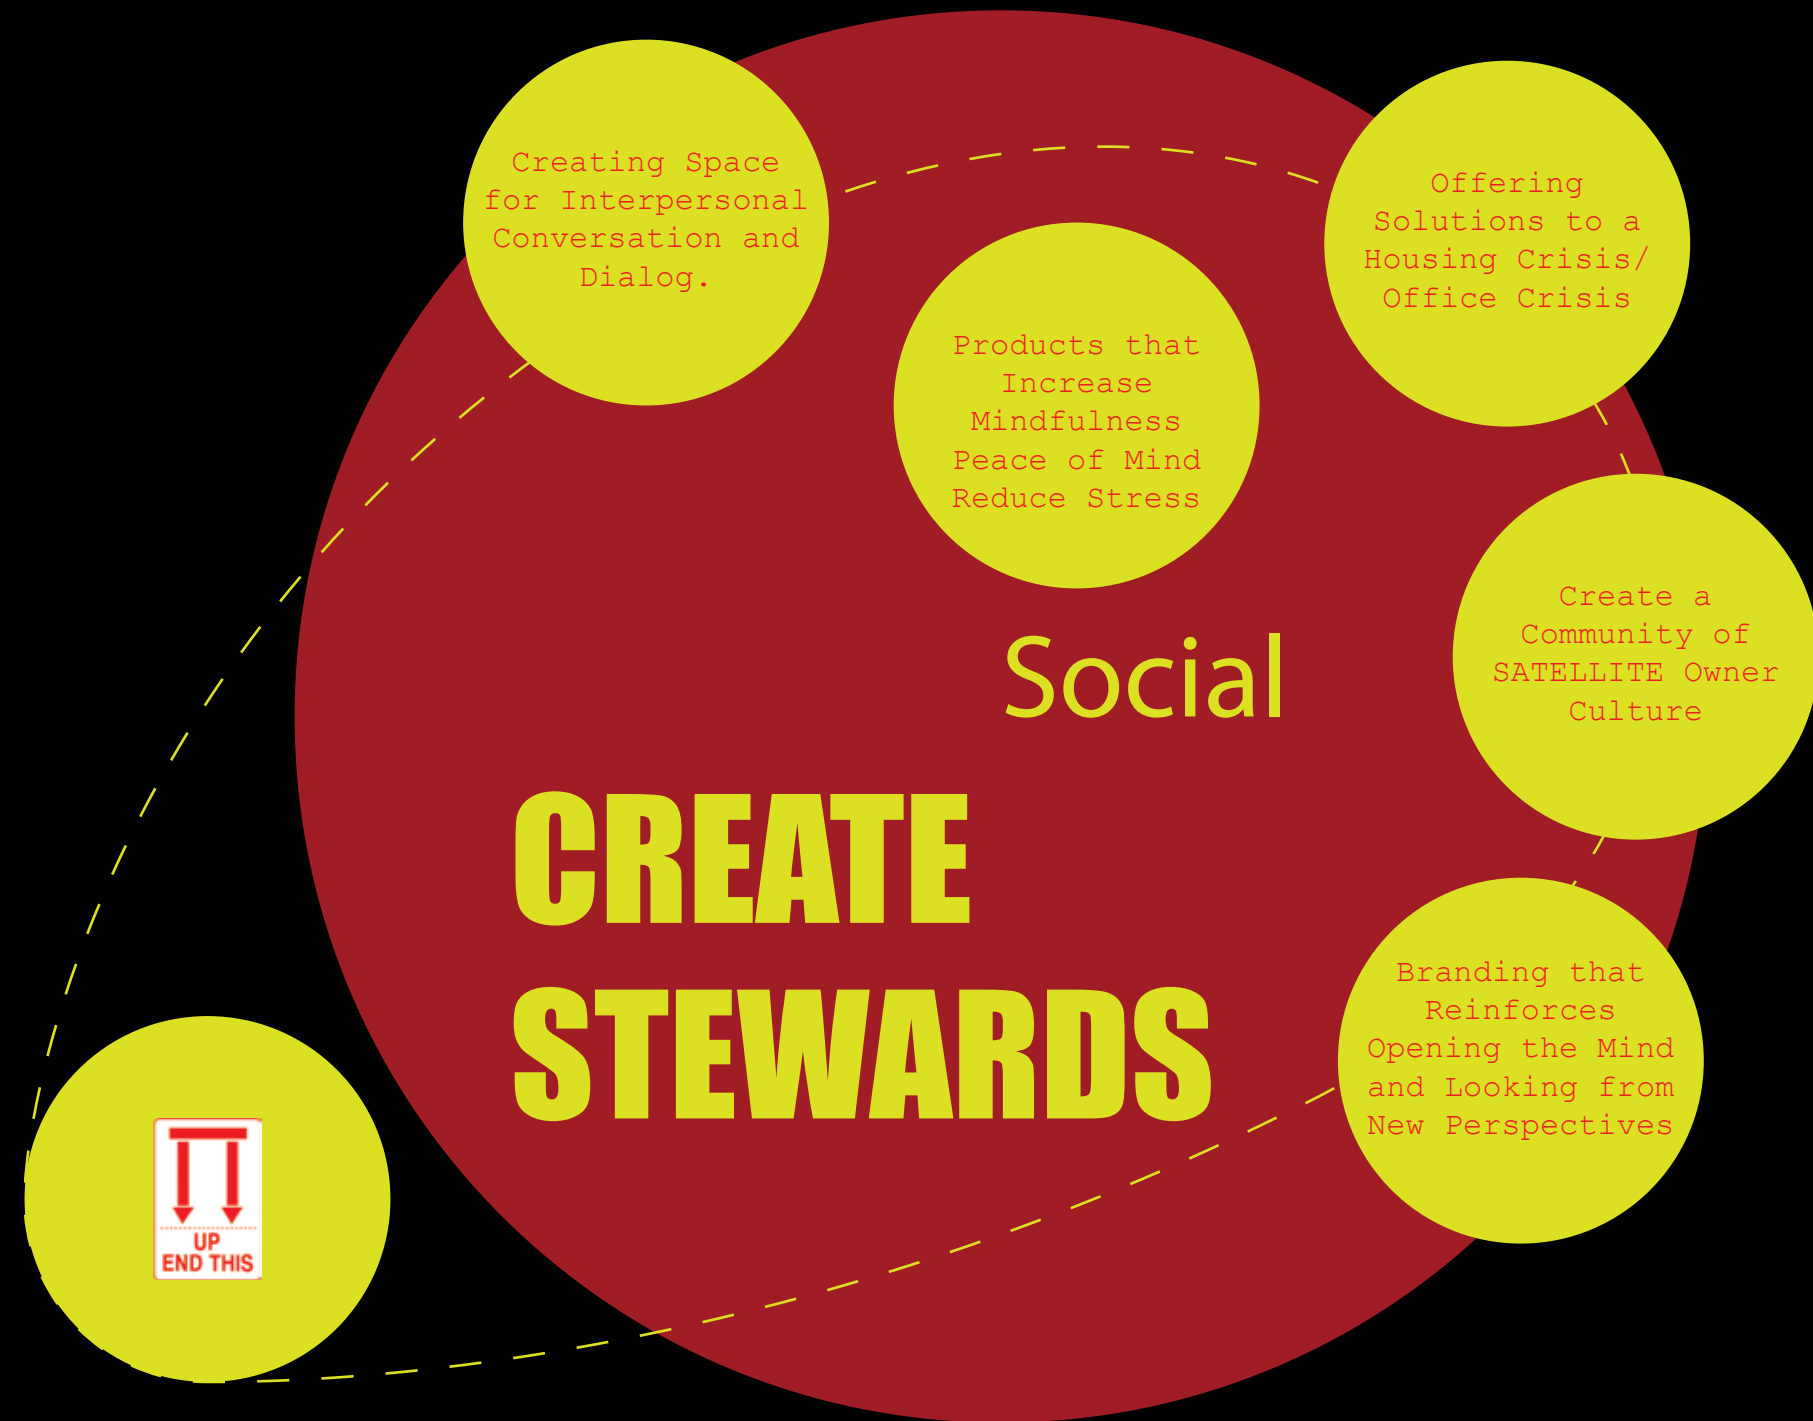 Creating Space
for Interpersonal
Conversation and
Dialog.
Offering
Solutions to a
Housing Crisis/
Office Crisis
Products that
Increase
Mindfulness
Peace of Mind
Reduce Stress
Create a
Community of
SATELLITE Owner
Culture
Social
CREATE
STEWARDS
Branding that
Reinforces
Opening the Mind
and Looking from
New Perspectives
UP
END THIS